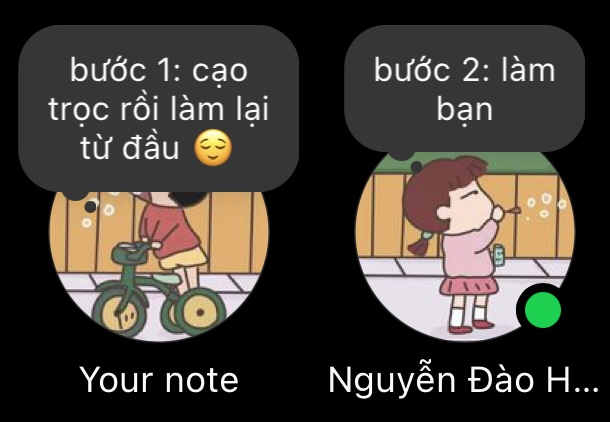 bước 1: cạo
trọc rồi làm lại
từ đầu 😌
bước 2: làm
bạn
Your note
Nguyễn Đào H...